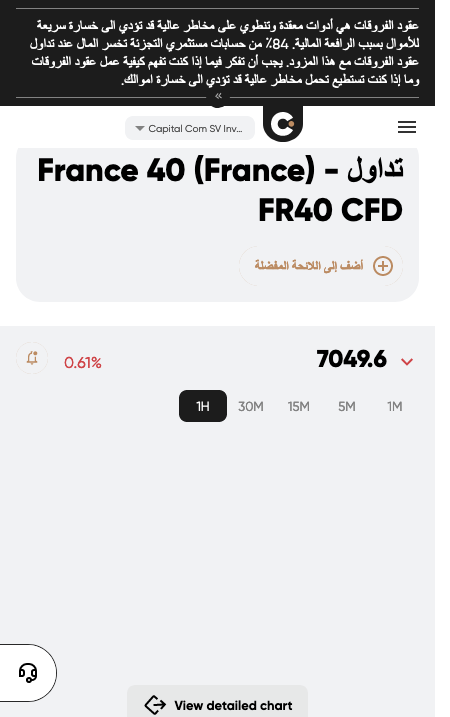 عقود الفروقات هي أدوات معقدة وتنطوي على مخاطر عالية قد تؤدي الى خسارة سريعة
للأموال بسبب الرافعة المالية. 84٪ من حسابات مستثمري التجزئة تخسر المال عند تداول
عقود الفروقات مع هذا المزود. يجب أن تفكر فيما إذا كنت تفهم كيفية عمل عقود الفروقات
وما إذا كنت تستطيع تحمل مخاطر عالية قد تؤدي الى خسارة اموالك.
Capital Com SV Inv...
تداول - France 40 (France)
FR40 CFD
أضف إلى اللائحة المفضلة
7049.6
0.61%
1H 30M 15M 5M 1M
View detailed chart